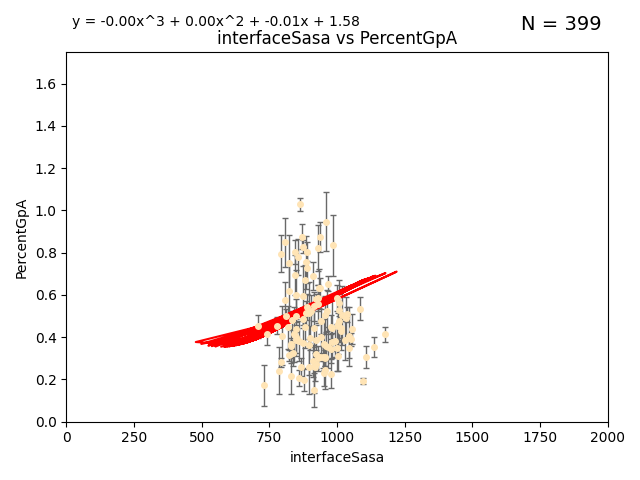 y = -0.00x^3 + 0.00x^2 + -0.01x + 1.58
N = 399
interfaceSasa vs PercentGpA
PercentGpA
1.6
1.4
1.2
1.0
0.8
0.6
0.4
0.2
0.0
0 250 500 750 1000 1250 1500 1750 2000
interfaceSasa